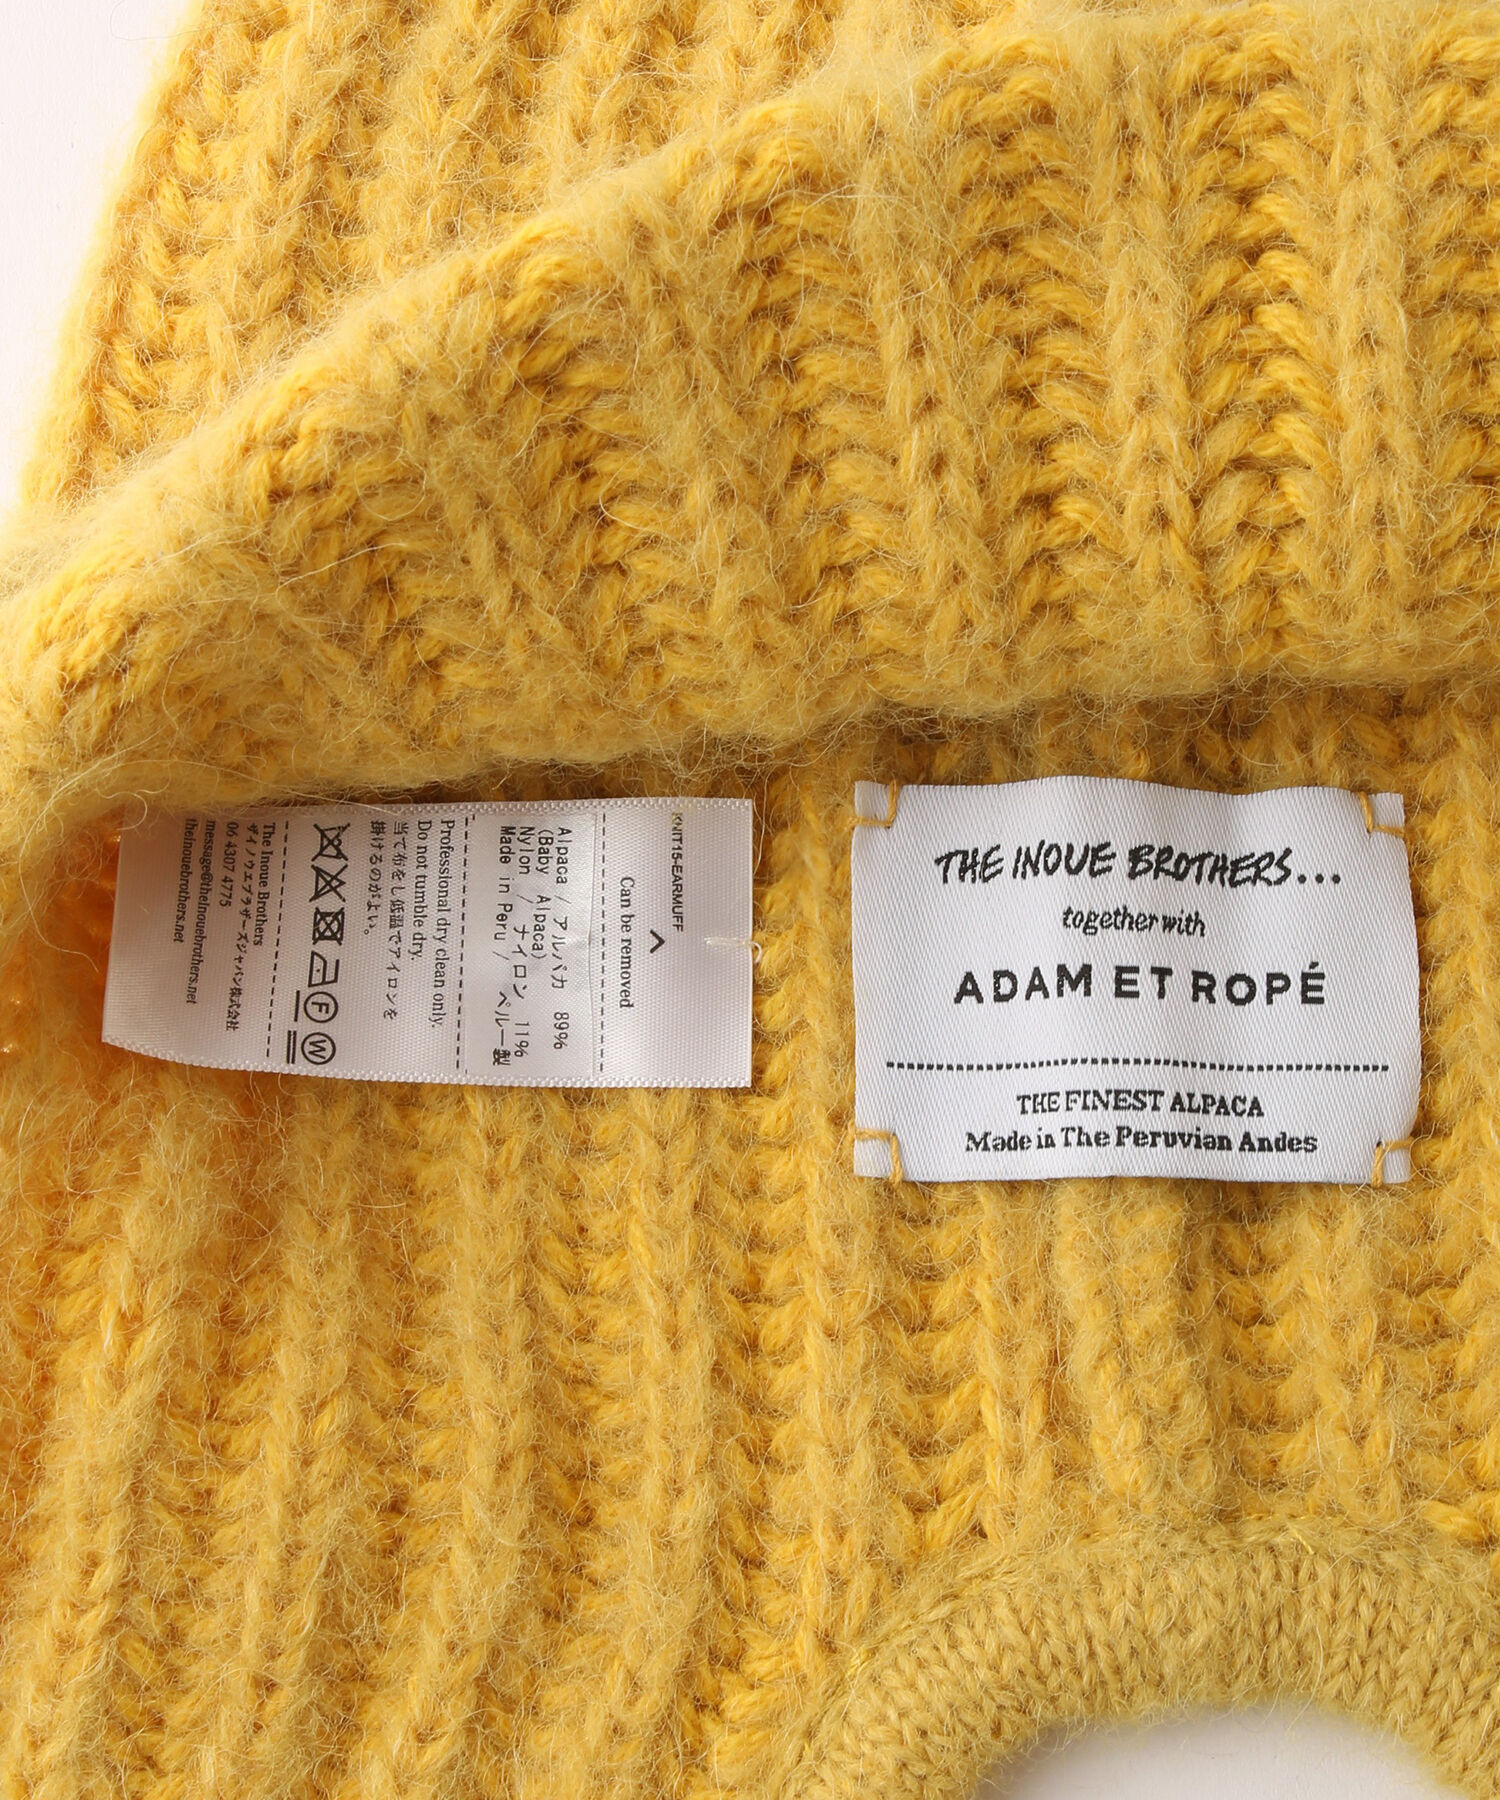 KNIT15-EARMUFF
Can be removed
Alpaca / アルパカ 89%
(Baby Alpaca)
Nylon / ナイロン 11%
Made in Peru / ペルー製
Professional dry clean only.
Do not tumble dry.
当て布をし低温でアイロンを
掛けるのがよい。
F
W
The Inoue Brothers
ザイノウエブラザーズジャパン株式会社
06 4307 4775
message@theinouebrothers.net
theinouebrothers.net
THE INOUE BROTHERS...
together with
ADAM ET ROPÉ
THE FINEST ALPACA
Made in The Peruvian Andes